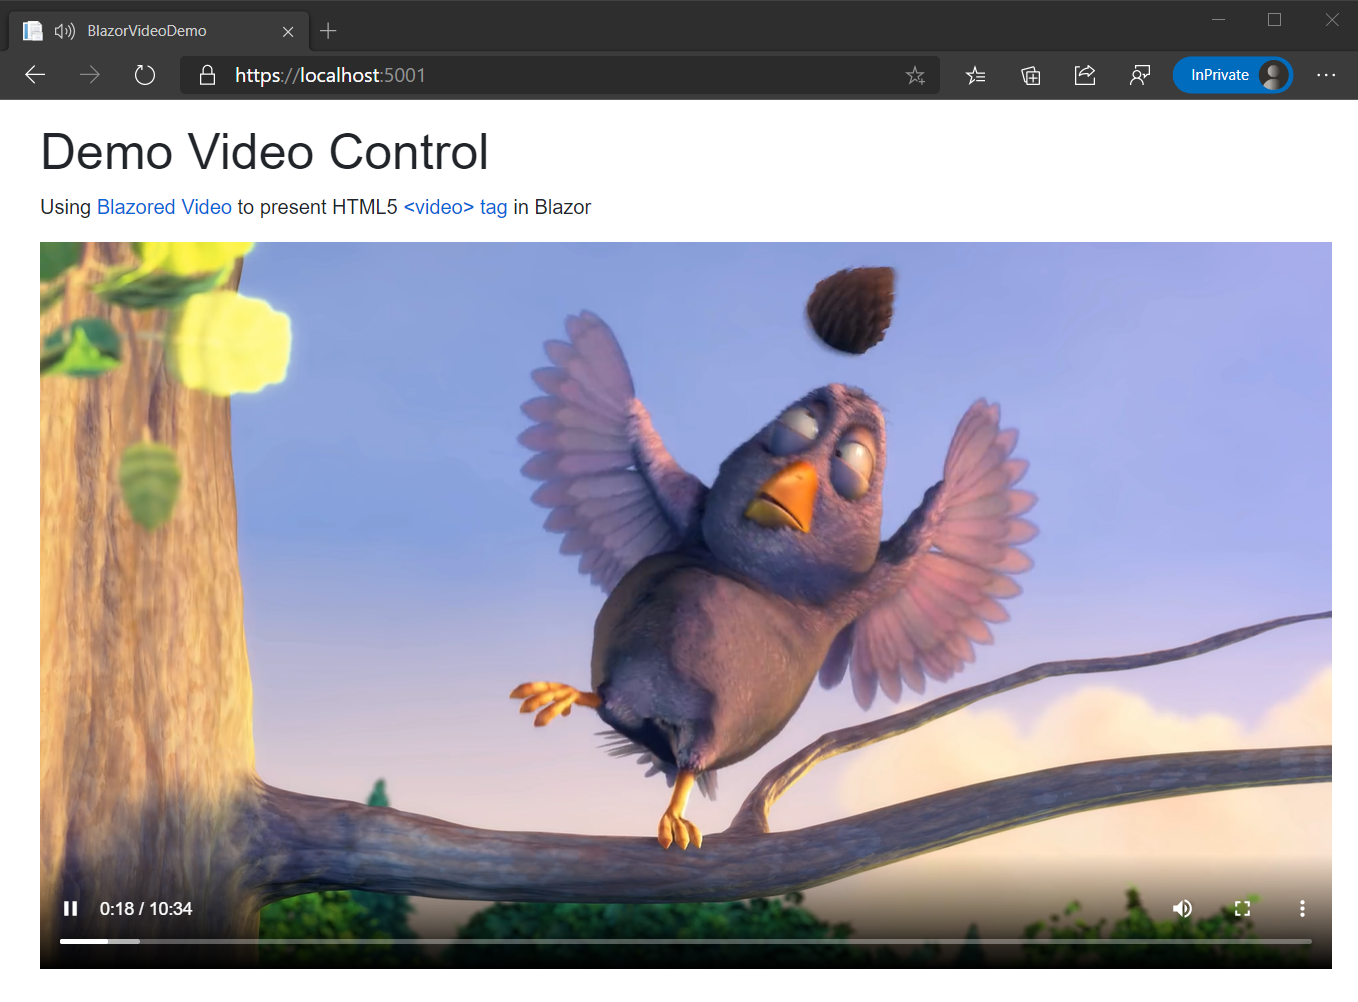 BlazorVideoDemo
https://localhost:5001
InPrivate
Demo Video Control
Using Blazored Video to present HTML5 <video> tag in Blazor
0:18 / 10:34